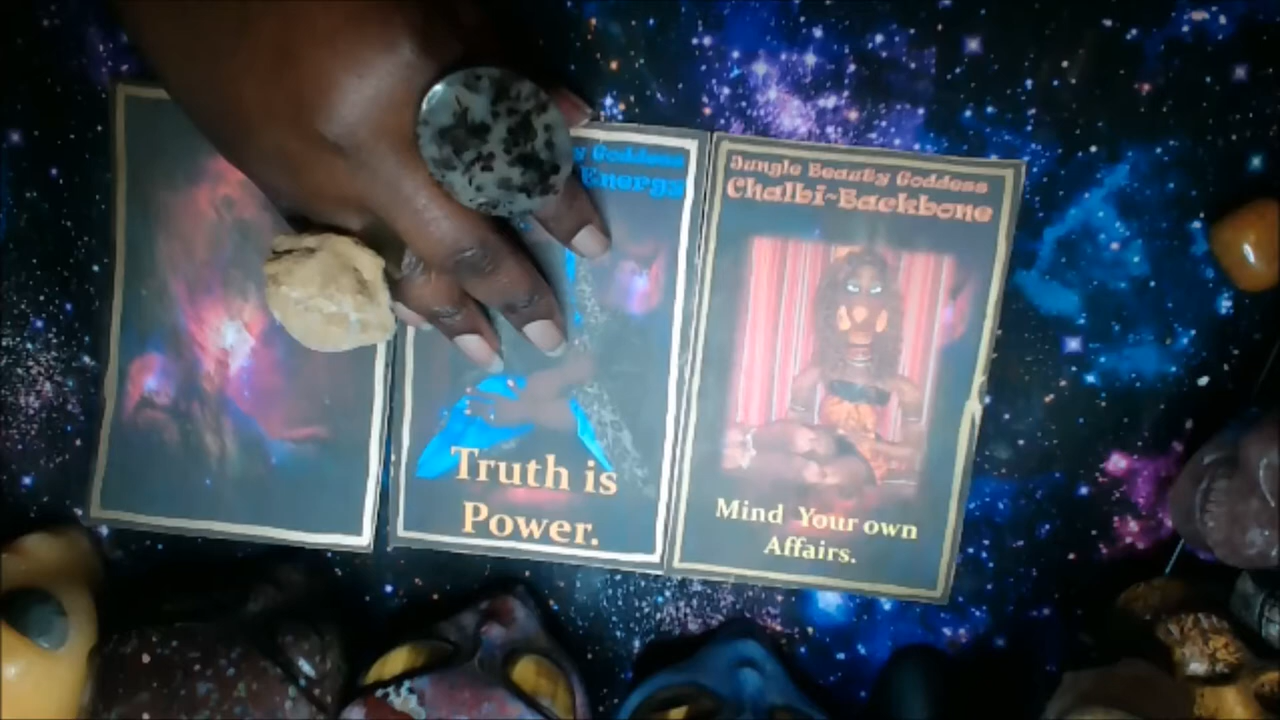 y Goddess
Energy
Truth is
Power.
Jungle Beauty Goddess
Chalbi~Backbone
Mind Your own
Affairs.